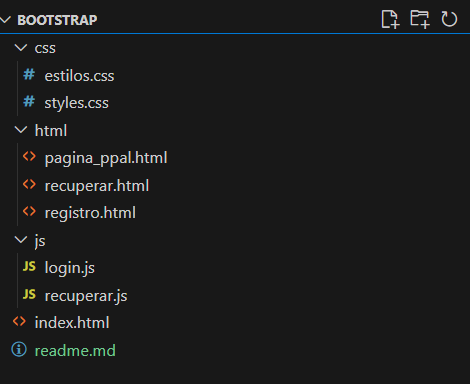 BOOTSTRAP
css
# estilos.css
# styles.css
html
<> pagina_ppal.html
<> recuperar.html
<> registro.html
js
JS login.js
JS recuperar.js
<> index.html
readme.md